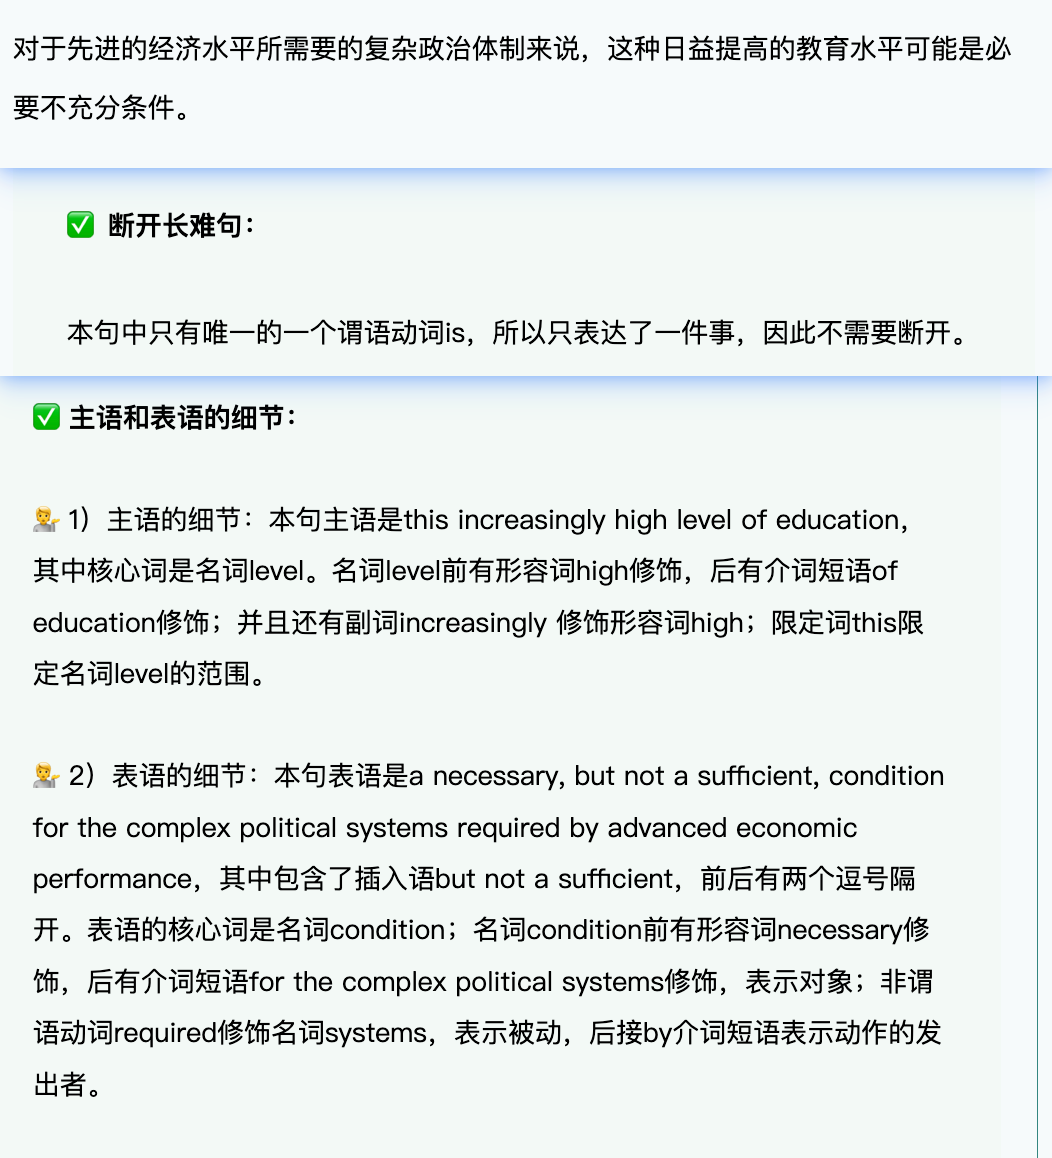 对于先进的经济水平所需要的复杂政治体制来说，这种日益提高的教育水平可能是必
要不充分条件。
✅ 断开长难句：
本句中只有唯一的一个谓语动词is，所以只表达了一件事，因此不需要断开。
✅ 主语和表语的细节：
💁 1）主语的细节：本句主语是this increasingly high level of education，
其中核心词是名词level。名词level前有形容词high修饰，后有介词短语of
education修饰；并且还有副词increasingly 修饰形容词high；限定词this限
定名词level的范围。
💁 2）表语的细节：本句表语是a necessary, but not a sufficient, condition
for the complex political systems required by advanced economic
performance，其中包含了插入语but not a sufficient，前后有两个逗号隔
开。表语的核心词是名词condition；名词condition前有形容词necessary修
饰，后有介词短语for the complex political systems修饰，表示对象；非谓
语动词required修饰名词systems，表示被动，后接by介词短语表示动作的发
出者。